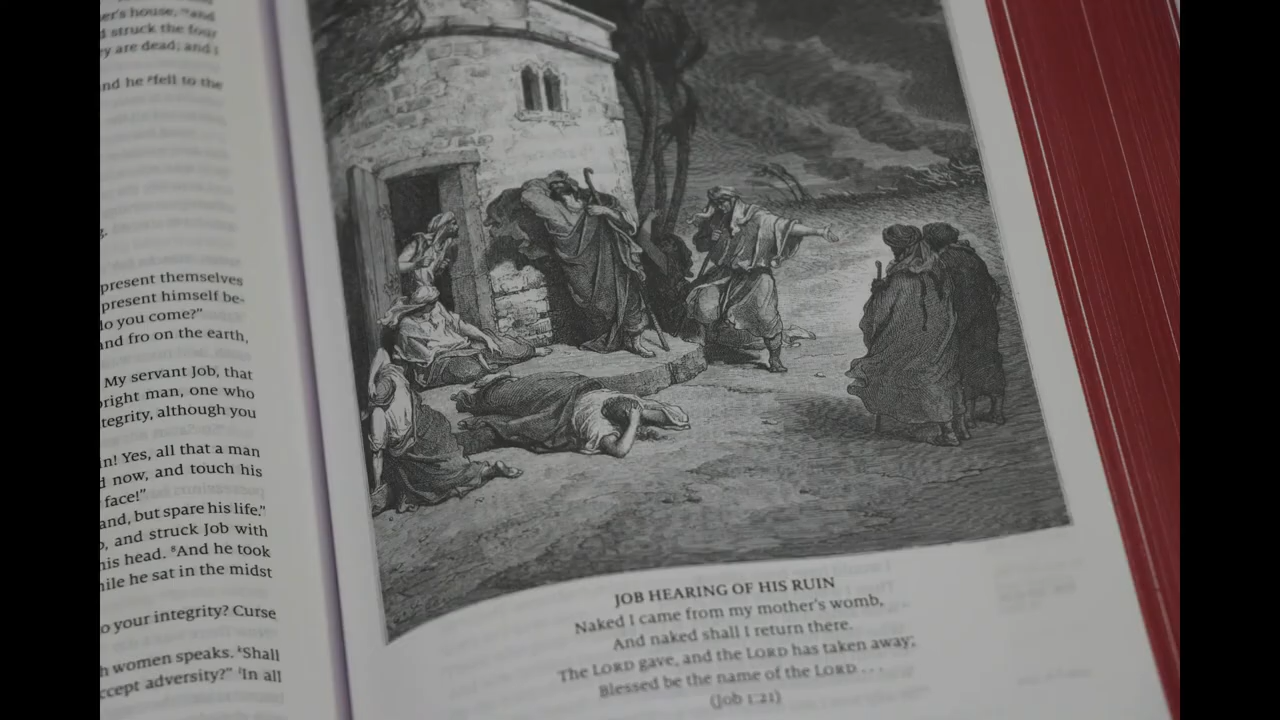 er's house, and
d struck the four
ey are dead; and I
nd he fell to the
g.
present themselves
present himself be-
do you come?"
and fro on the earth,
My servant Job, that
pright man, one who
tegrity, although you
n! Yes, all that a man
d now, and touch his
face!"
and, but spare his life."
, and struck Job with
his head. ⁸And he took
hile he sat in the midst
o your integrity? Curse
h women speaks. Shall
ccept adversity?" In all
JOB HEARING OF HIS RUIN
Naked I came from my mother's womb,
And naked shall I return there.
The LORD gave, and the LORD has taken away;
Blessed be the name of the LORD . . .
(Job 1:21)